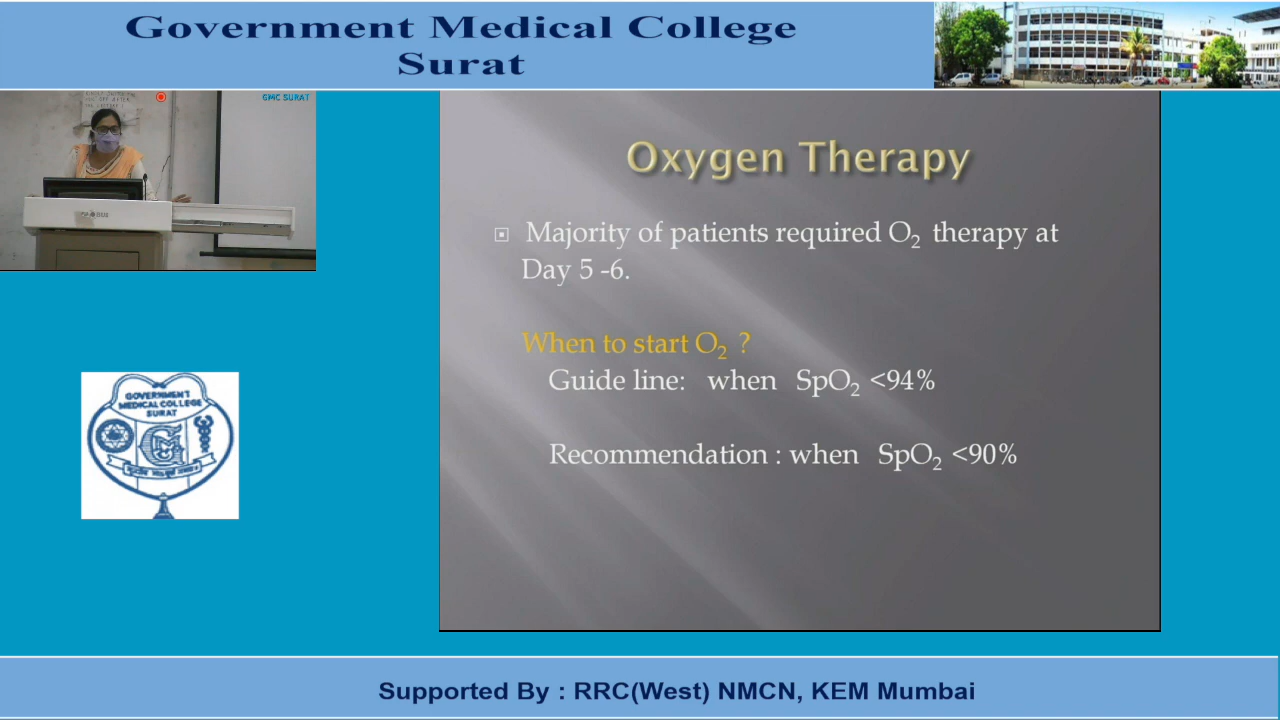 Government Medical College
Surat
GMC SURAT
Oxygen Therapy
Majority of patients required O₂ therapy at
Day 5 -6.
When to start O₂ ?
Guide line: when SpO₂ <94%
Recommendation : when SpO₂ <90%
GOVERNMENT
MEDICAL COLLEGE
SURAT
Supported By : RRC(West) NMCN, KEM Mumbai